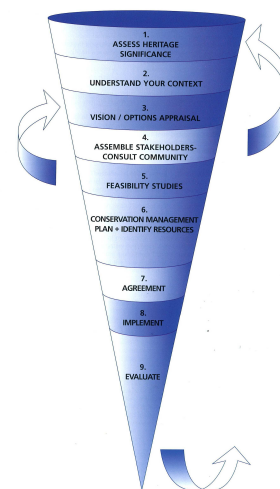 1.
ASSESS HERITAGE
SIGNIFICANCE
2.
UNDERSTAND YOUR CONTEXT
3.
VISION / OPTIONS APPRAISAL
4.
ASSEMBLE STAKEHOLDERS-
CONSULT COMMUNITY
5.
FEASIBILITY STUDIES
6.
CONSERVATION MANAGEMENT
PLAN + IDENTIFY RESOURCES
7.
AGREEMENT
8.
IMPLEMENT
9.
EVALUATE